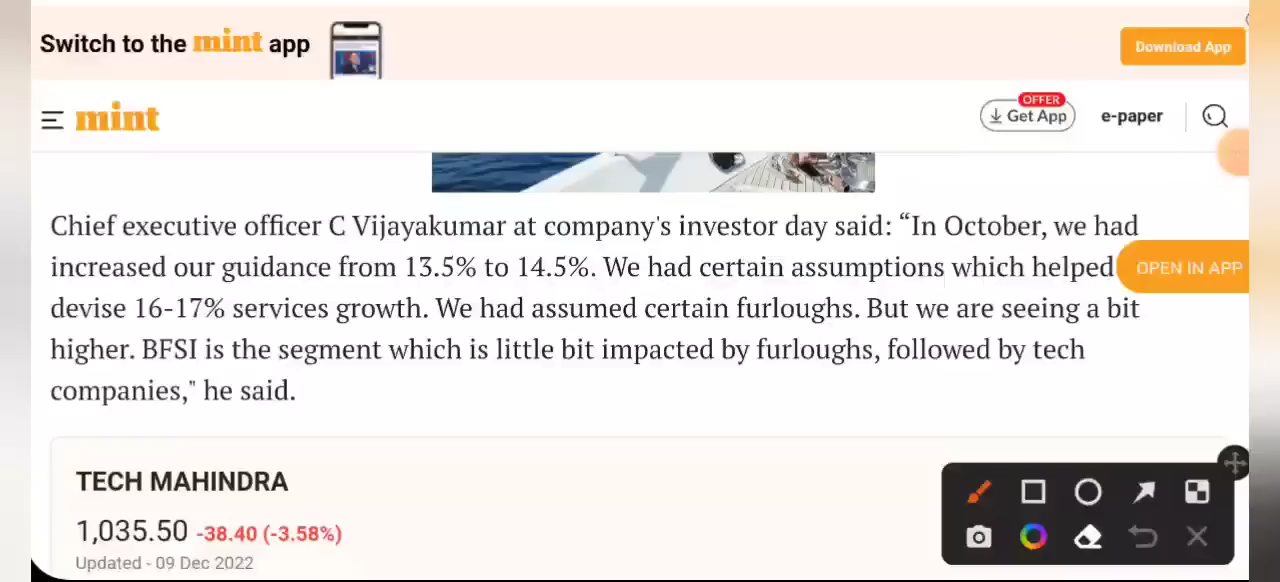 Switch to the mint app
Download App
mint
OFFER
Get App
e-paper
Chief executive officer C Vijayakumar at company's investor day said: “In October, we had
increased our guidance from 13.5% to 14.5%. We had certain assumptions which helped
OPEN IN APP
devise 16-17% services growth. We had assumed certain furloughs. But we are seeing a bit
higher. BFSI is the segment which is little bit impacted by furloughs, followed by tech
companies," he said.
TECH MAHINDRA
1,035.50 -38.40 (-3.58%)
Updated - 09 Dec 2022